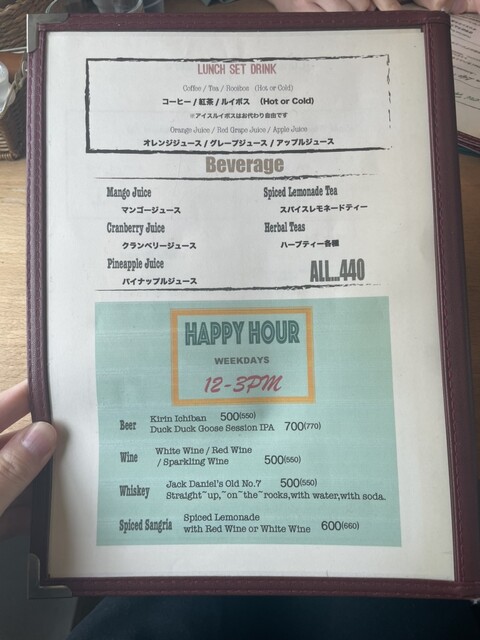 LUNCH SET DRINK
Coffee / Tea / Rooibos (Hot or Cold)
コーヒー / 紅茶 / ルイボス (Hot or Cold)
※アイスルイボスはお代わり自由です
Orange Juice / Red Grape Juice / Apple Juice
オレンジジュース / グレープジュース / アップルジュース
Beverage
Mango Juice
マンゴージュース
Cranberry Juice
クランベリージュース
Pineapple Juice
パイナップルジュース
Spiced Lemonade Tea
スパイスレモネードティー
Herbal Teas
ハーブティー各種
ALL...440
HAPPY HOUR
WEEKDAYS
12-3PM
Beer Kirin Ichiban 500(550)
Duck Duck Goose Session IPA 700(770)
Wine White Wine / Red Wine
/ Sparkling Wine 500(550)
Whiskey Jack Daniel's Old No.7 500(550)
Straight~up,~on~the~rocks,with water,with soda.
Spiced Sangria Spiced Lemonade
with Red Wine or White Wine 600(660)